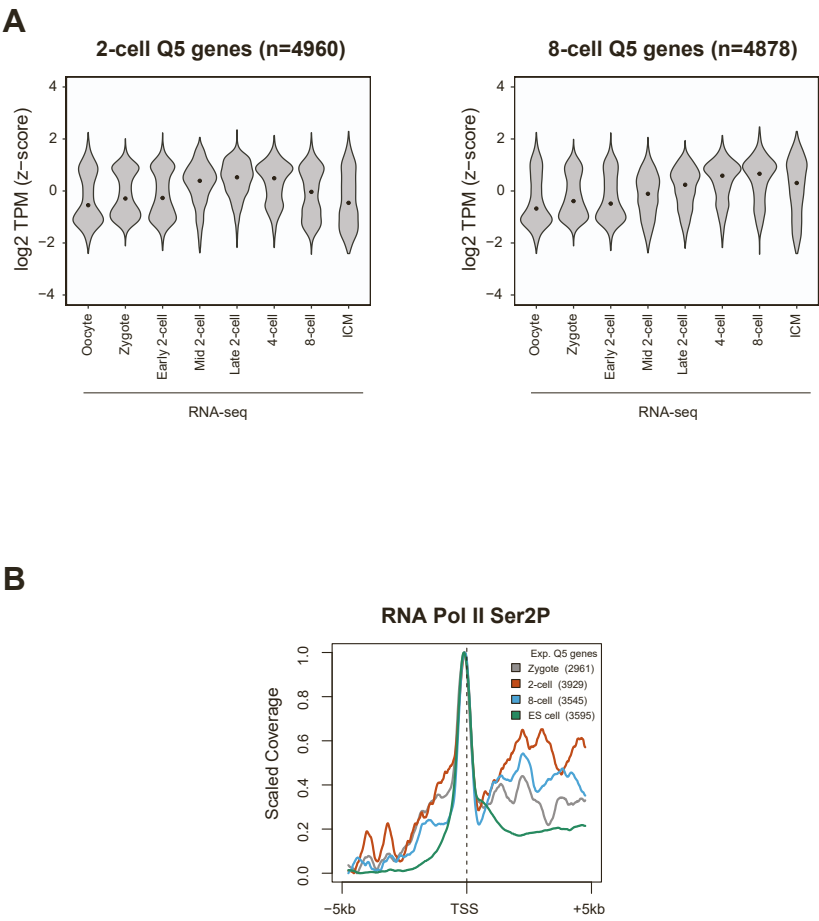 A
2-cell Q5 genes (n=4960)
log2 TPM (z−score)
4
2
0
−2
−4
Oocyte
Zygote
Early 2-cell
Mid 2-cell
Late 2-cell
4-cell
8-cell
ICM
RNA-seq
8-cell Q5 genes (n=4878)
log2 TPM (z−score)
4
2
0
−2
−4
Oocyte
Zygote
Early 2-cell
Mid 2-cell
Late 2-cell
4-cell
8-cell
ICM
RNA-seq
B
RNA Pol II Ser2P
Scaled Coverage
1.0
0.8
0.6
0.4
0.2
0.0
Exp. Q5 genes
Zygote (2961)
2-cell (3929)
8-cell (3545)
ES cell (3595)
−5kb
TSS
+5kb